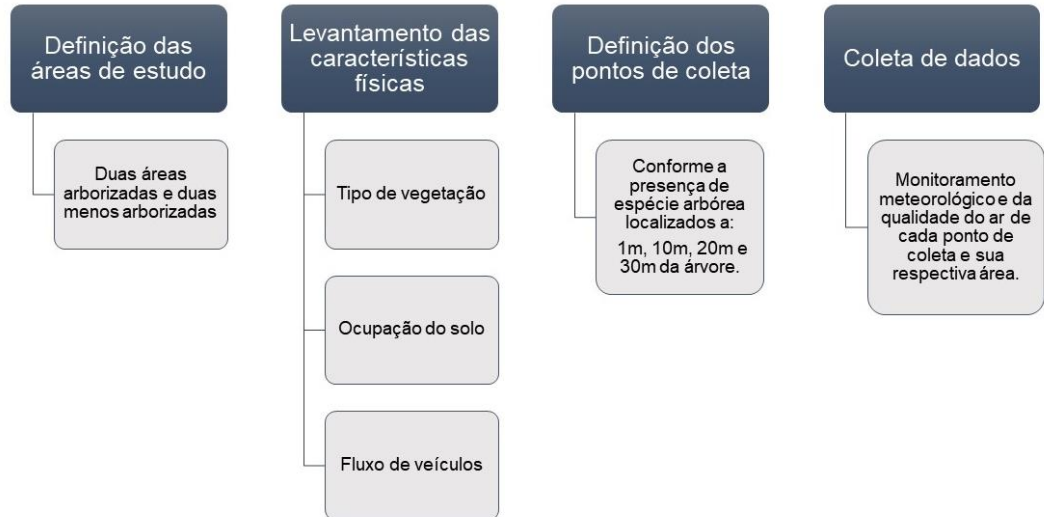 Definição das
áreas de estudo
Duas áreas
arborizadas e duas
menos arborizadas
Levantamento das
características
físicas
Tipo de vegetação
Ocupação do solo
Fluxo de veículos
Definição dos
pontos de coleta
Conforme a
presença de
espécie arbórea
localizados a:
1m, 10m, 20m e
30m da árvore.
Coleta de dados
Monitoramento
meteorológico e da
qualidade do ar de
cada ponto de
coleta e sua
respectiva área.